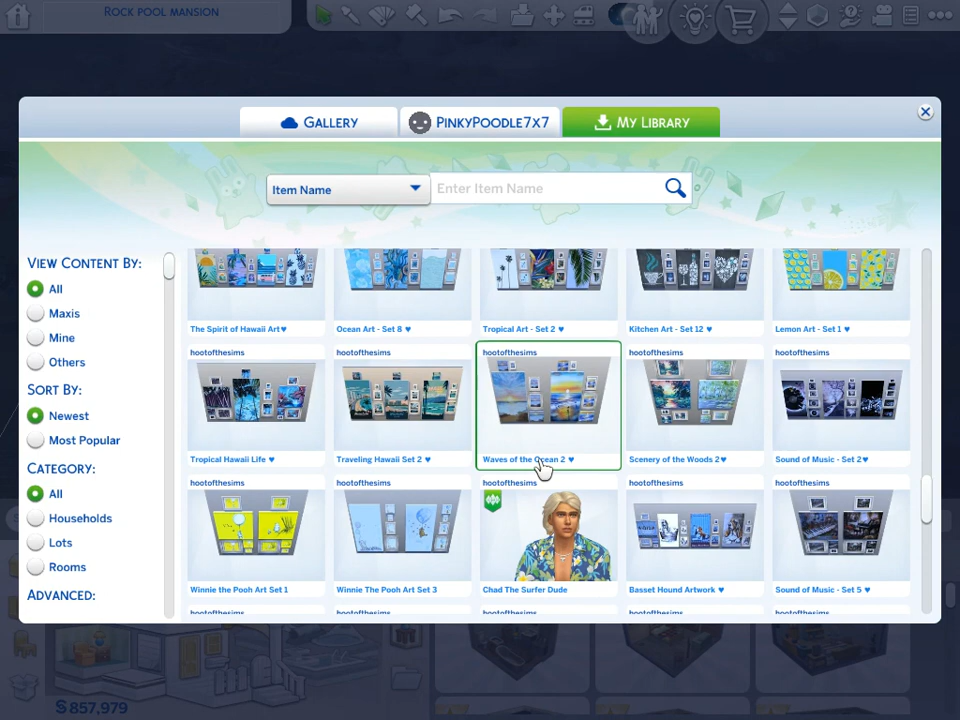 Rock Pool Mansion
Gallery
PinkyPoodle7x7
My Library
Item Name
Enter Item Name
View Content By:
All
Maxis
Mine
Others
Sort By:
Newest
Most Popular
Category:
All
Households
Lots
Rooms
Advanced:
The Spirit of Hawaii Art♥
Ocean Art - Set 8 ♥
Tropical Art - Set 2 ♥
Kitchen Art - Set 12 ♥
Lemon Art - Set 1 ♥
hootofthesims
hootofthesims
hootofthesims
hootofthesims
hootofthesims
Tropical Hawaii Life ♥
Traveling Hawaii Set 2 ♥
Waves of the Ocean 2 ♥
Scenery of the Woods 2♥
Sound of Music - Set 2♥
hootofthesims
hootofthesims
hootofthesims
hootofthesims
hootofthesims
Winnie the Pooh Art Set 1
Winnie The Pooh Art Set 3
Chad The Surfer Dude
Basset Hound Artwork ♥
Sound of Music - Set 5 ♥
hootofthesims
hootofthesims
hootofthesims
hootofthesims
hootofthesims
§857,979